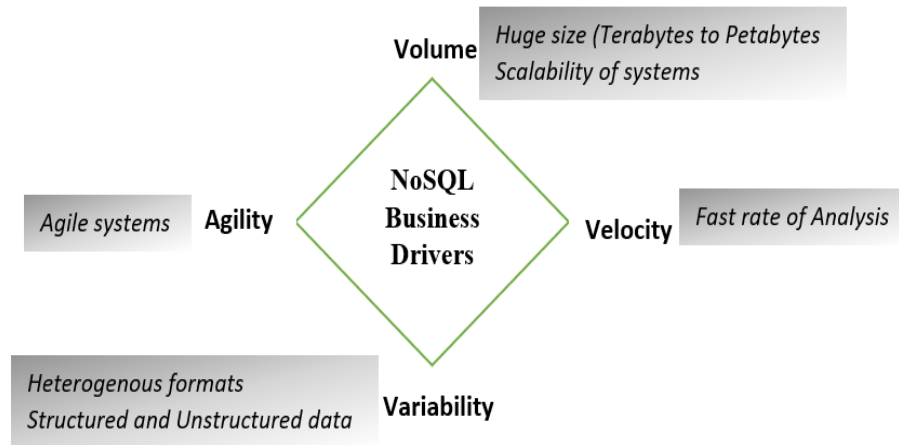 Volume
Huge size (Terabytes to Petabytes
Scalability of systems
NoSQL
Business
Drivers
Agile systems
Agility
Velocity
Fast rate of Analysis
Heterogenous formats
Structured and Unstructured data
Variability